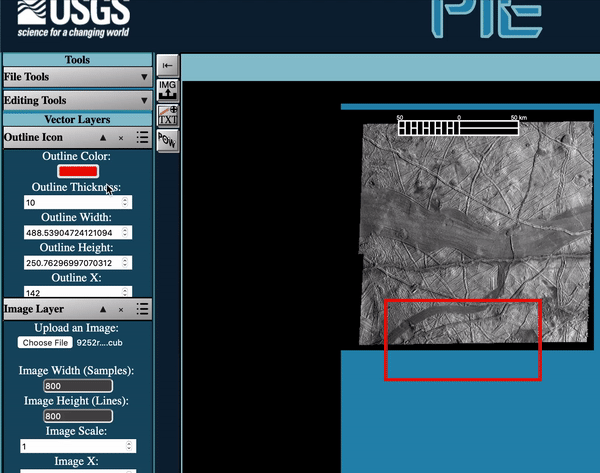 USGS
science for a changing world
PIE
Tools
File Tools
Editing Tools
Vector Layers
Outline Icon
Outline Color:
Outline Thickness:
10
Outline Width:
488.53904724121094
Outline Height:
250.76296997070312
Outline X:
142
Image Layer
Upload an Image:
Choose File 9252r....cub
Image Width (Samples):
800
Image Height (Lines):
800
Image Scale:
1
Image X:
IMG
TXT
POW
50 0 50 km